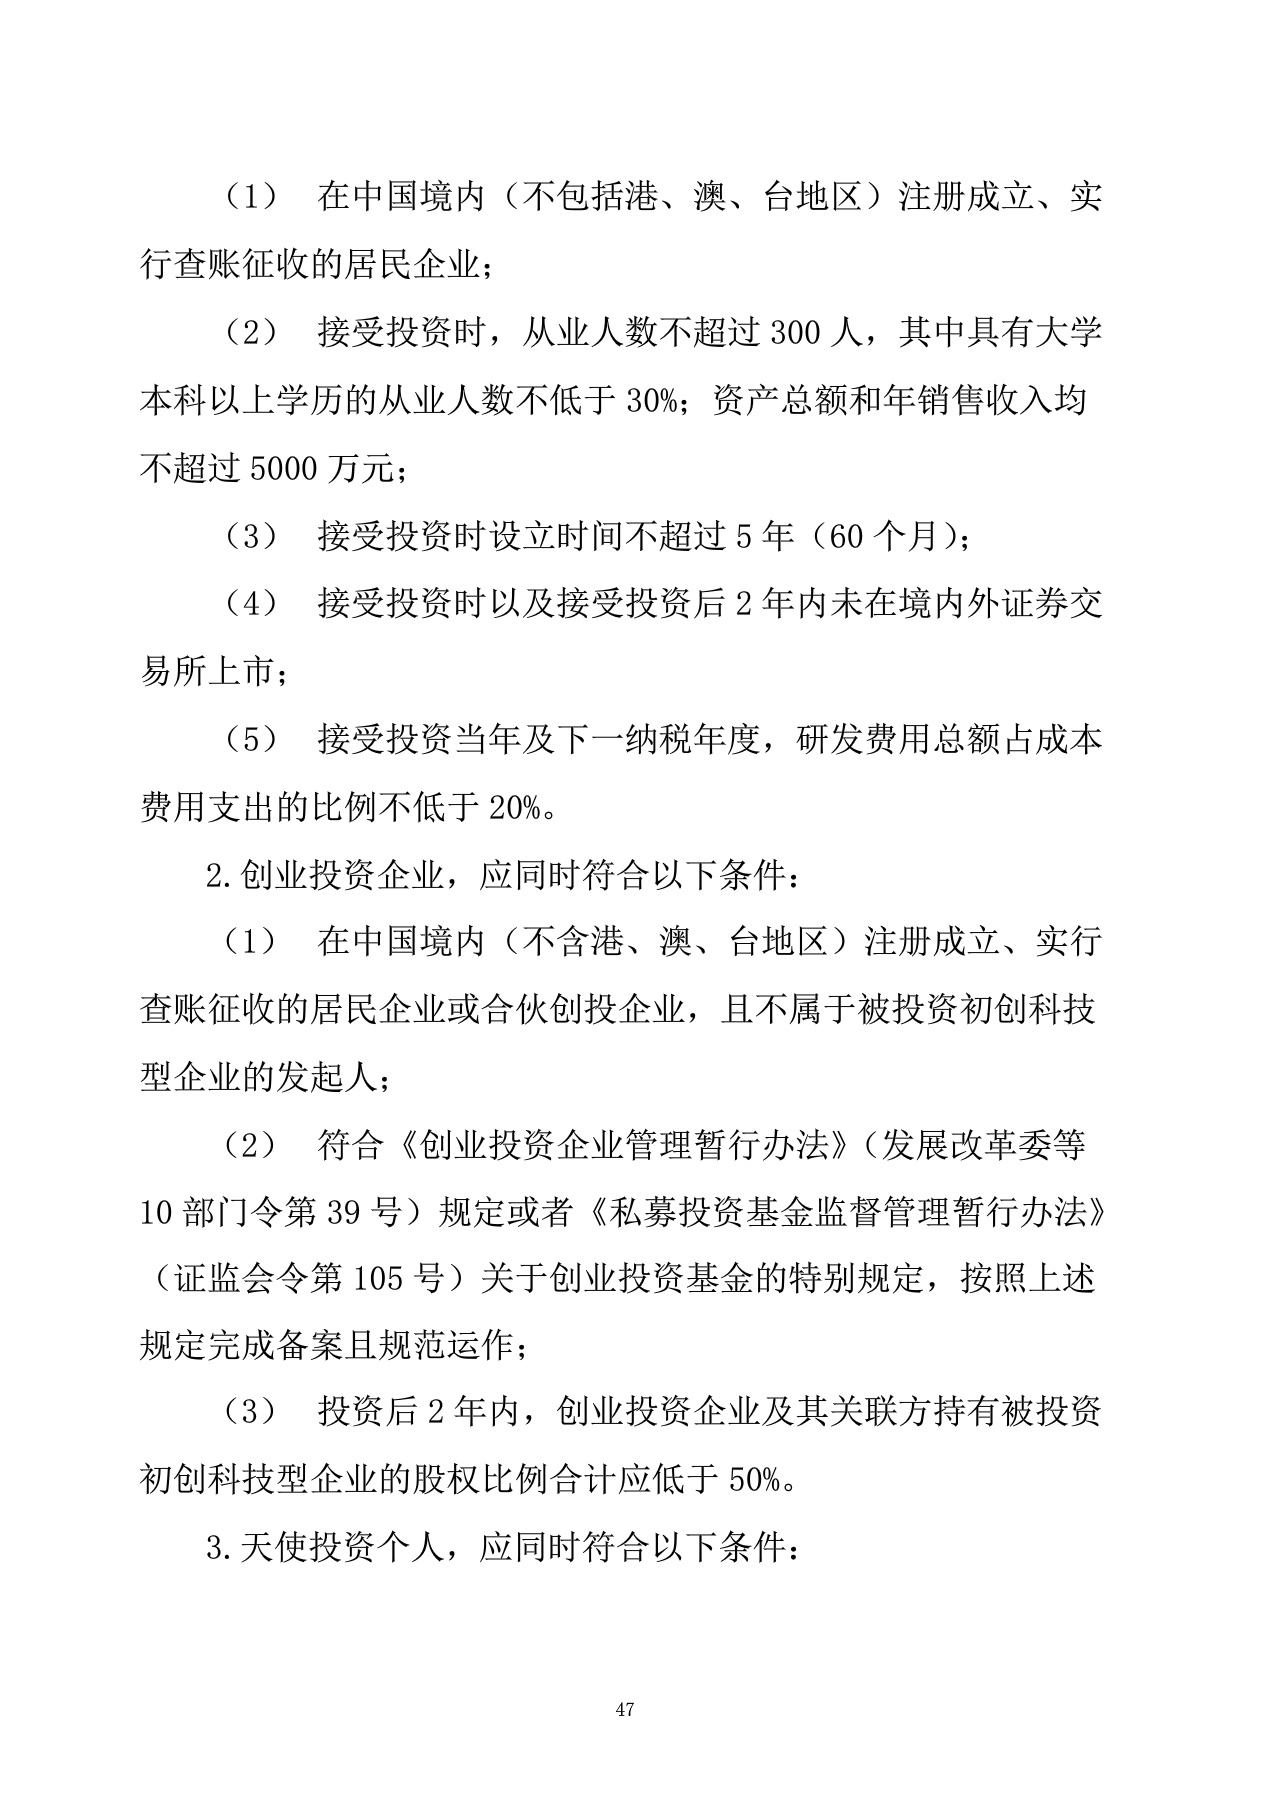 （1） 在中国境内（不包括港、澳、台地区）注册成立、实
行查账征收的居民企业；
（2） 接受投资时，从业人数不超过 300 人，其中具有大学
本科以上学历的从业人数不低于 30%；资产总额和年销售收入均
不超过 5000 万元；
（3） 接受投资时设立时间不超过 5 年（60 个月）；
（4） 接受投资时以及接受投资后 2 年内未在境内外证券交
易所上市；
（5） 接受投资当年及下一纳税年度，研发费用总额占成本
费用支出的比例不低于 20%。
2.创业投资企业，应同时符合以下条件：
（1） 在中国境内（不含港、澳、台地区）注册成立、实行
查账征收的居民企业或合伙创投企业，且不属于被投资初创科技
型企业的发起人；
（2） 符合《创业投资企业管理暂行办法》（发展改革委等
10 部门令第 39 号）规定或者《私募投资基金监督管理暂行办法》
（证监会令第 105 号）关于创业投资基金的特别规定，按照上述
规定完成备案且规范运作；
（3） 投资后 2 年内，创业投资企业及其关联方持有被投资
初创科技型企业的股权比例合计应低于 50%。
3.天使投资个人，应同时符合以下条件：
47